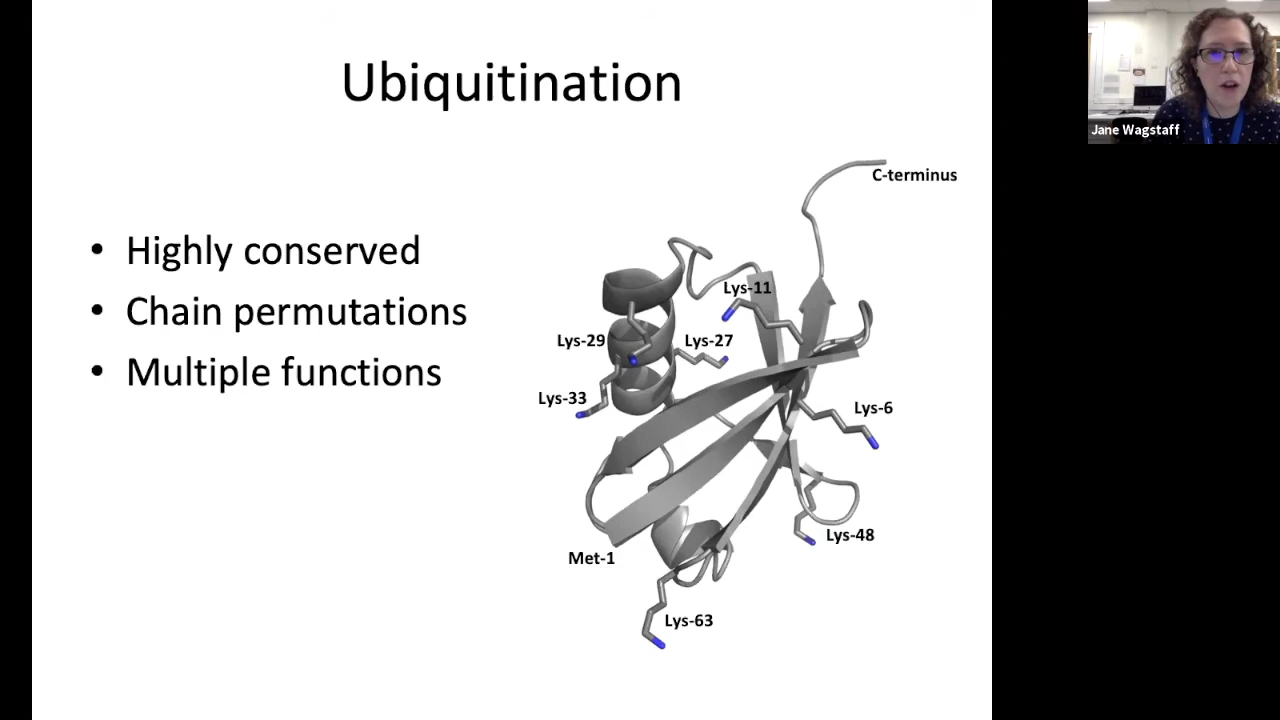 Ubiquitination
Jane Wagstaff
C-terminus
• Highly conserved
• Chain permutations
• Multiple functions
Lys-11
Lys-29
Lys-27
Lys-33
Lys-6
Lys-48
Met-1
Lys-63